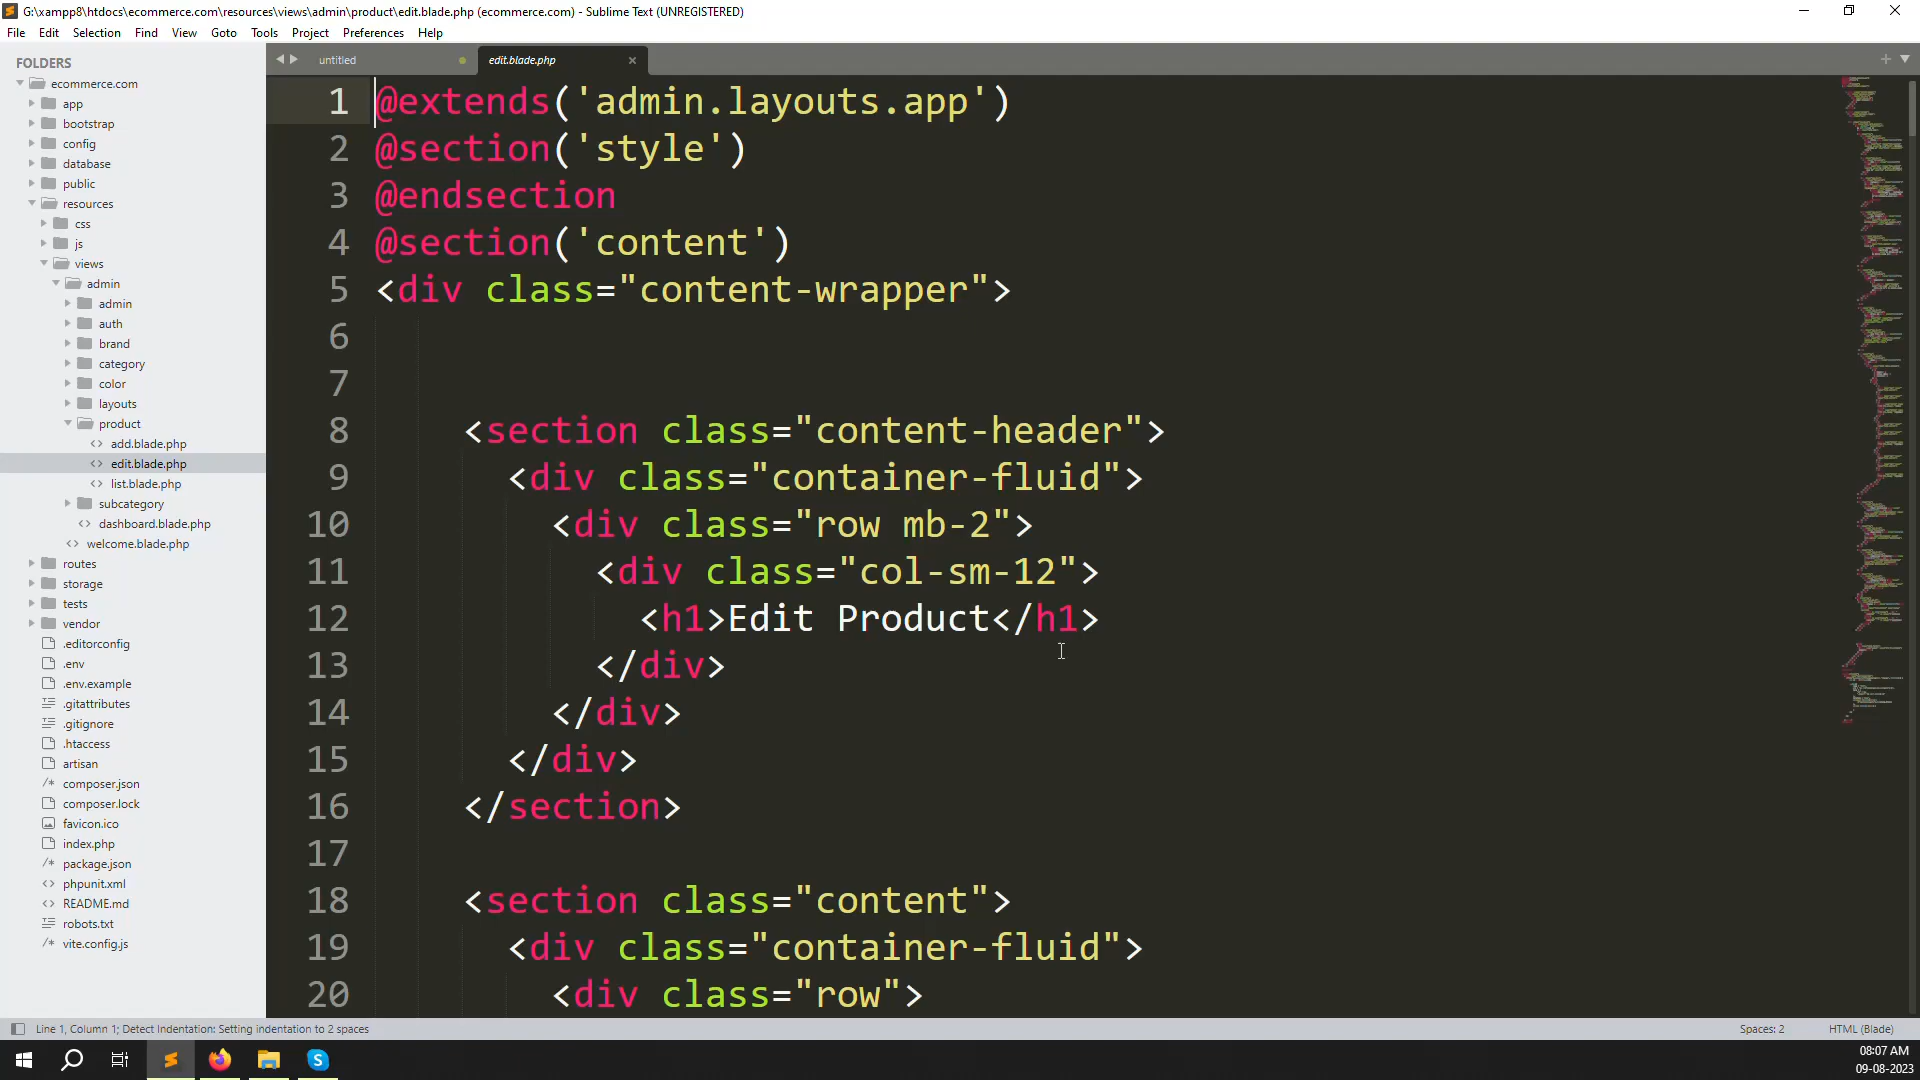 G:\xampp8\htdocs\ecommerce.com\resources\views\admin\product\edit.blade.php (ecommerce.com) - Sublime Text (UNREGISTERED)
File Edit Selection Find View Goto Tools Project Preferences Help
FOLDERS
ecommerce.com
app
bootstrap
config
database
public
resources
css
js
views
admin
admin
auth
brand
category
color
layouts
product
add.blade.php
edit.blade.php
list.blade.php
subcategory
dashboard.blade.php
welcome.blade.php
routes
storage
tests
vendor
.editorconfig
.env
.env.example
.gitattributes
.gitignore
.htaccess
artisan
composer.json
composer.lock
favicon.ico
index.php
package.json
phpunit.xml
README.md
robots.txt
vite.config.js
untitled
edit.blade.php
1 @extends('admin.layouts.app')
2 @section('style')
3 @endsection
4 @section('content')
5 <div class="content-wrapper">
6
7
8 <section class="content-header">
9 <div class="container-fluid">
10 <div class="row mb-2">
11 <div class="col-sm-12">
12 <h1>Edit Product</h1>
13 </div>
14 </div>
15 </div>
16 </section>
17
18 <section class="content">
19 <div class="container-fluid">
20 <div class="row">
Line 1, Column 1; Detect Indentation: Setting indentation to 2 spaces
Spaces: 2
HTML (Blade)
08:07 AM
09-08-2023